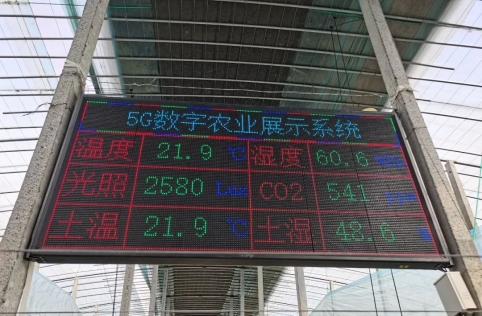 5G数字农业展示系统
温度 21.9 ℃ 湿度 60.6
光照 2580 Lux CO2 541
土温 21.9 ℃ 土湿 48.6